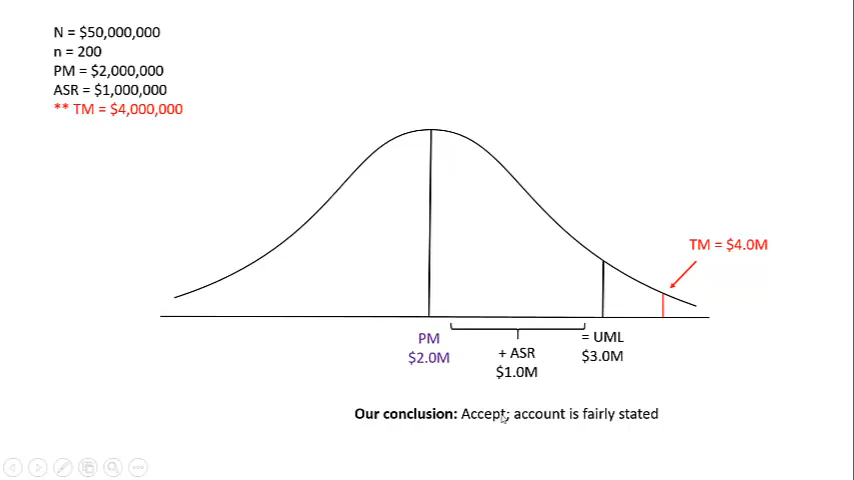 N = $50,000,000
n = 200
PM = $2,000,000
ASR = $1,000,000
** TM = $4,000,000
TM = $4.0M
PM
$2.0M
+ ASR
$1.0M
= UML
$3.0M
Our conclusion: Accept; account is fairly stated